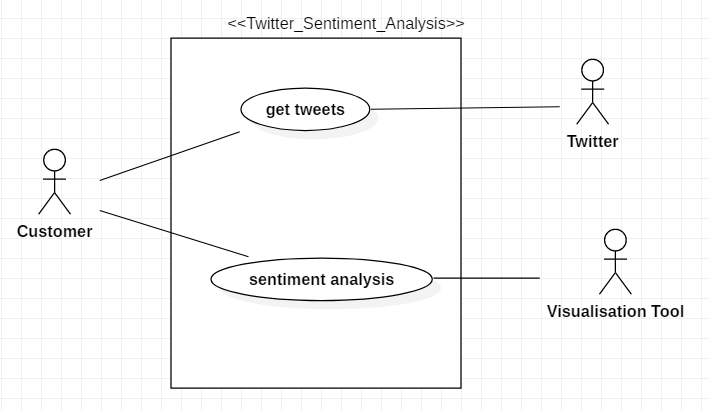 <<Twitter_Sentiment_Analysis>>
get tweets
Twitter
Customer
sentiment analysis
Visualisation Tool